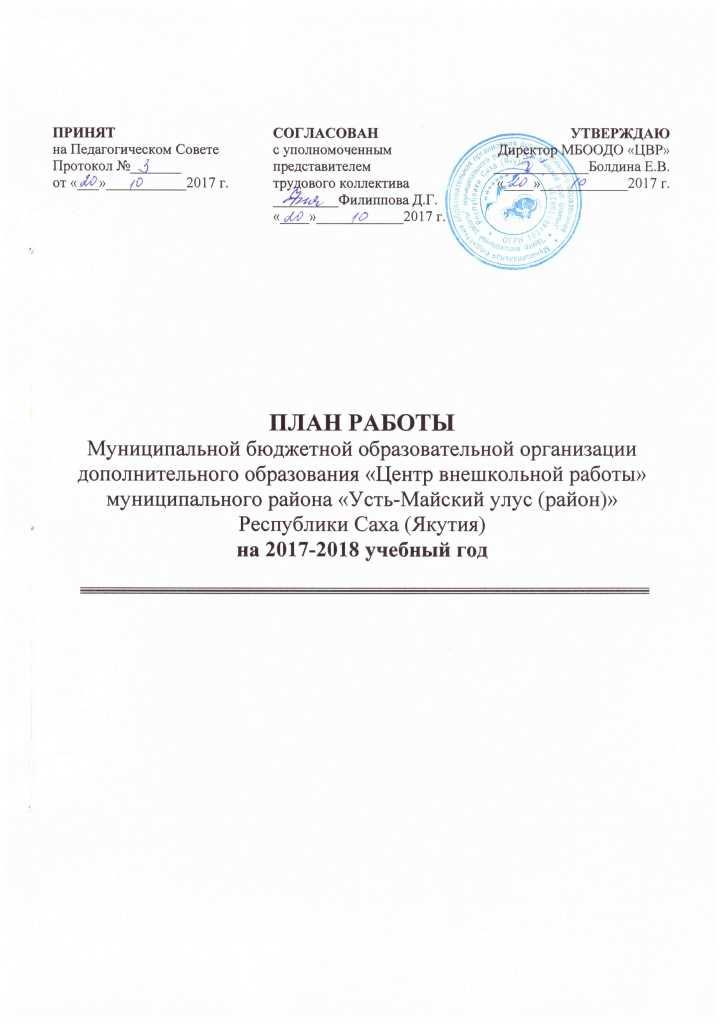 ПРИНЯТ
на Педагогическом Совете
Протокол № 3
от «20» 10 2017 г.
СОГЛАСОВАН
с уполномоченным
представителем
трудового коллектива
Филиппова Д.Г.
«20» 10 2017 г.
УТВЕРЖДАЮ
Директор МБООДО «ЦВР»
Болдина Е.В.
«20» 10 2017 г.
ПЛАН РАБОТЫ
Муниципальной бюджетной образовательной организации
дополнительного образования «Центр внешкольной работы»
муниципального района «Усть-Майский улус (район)»
Республики Саха (Якутия)
на 2017-2018 учебный год